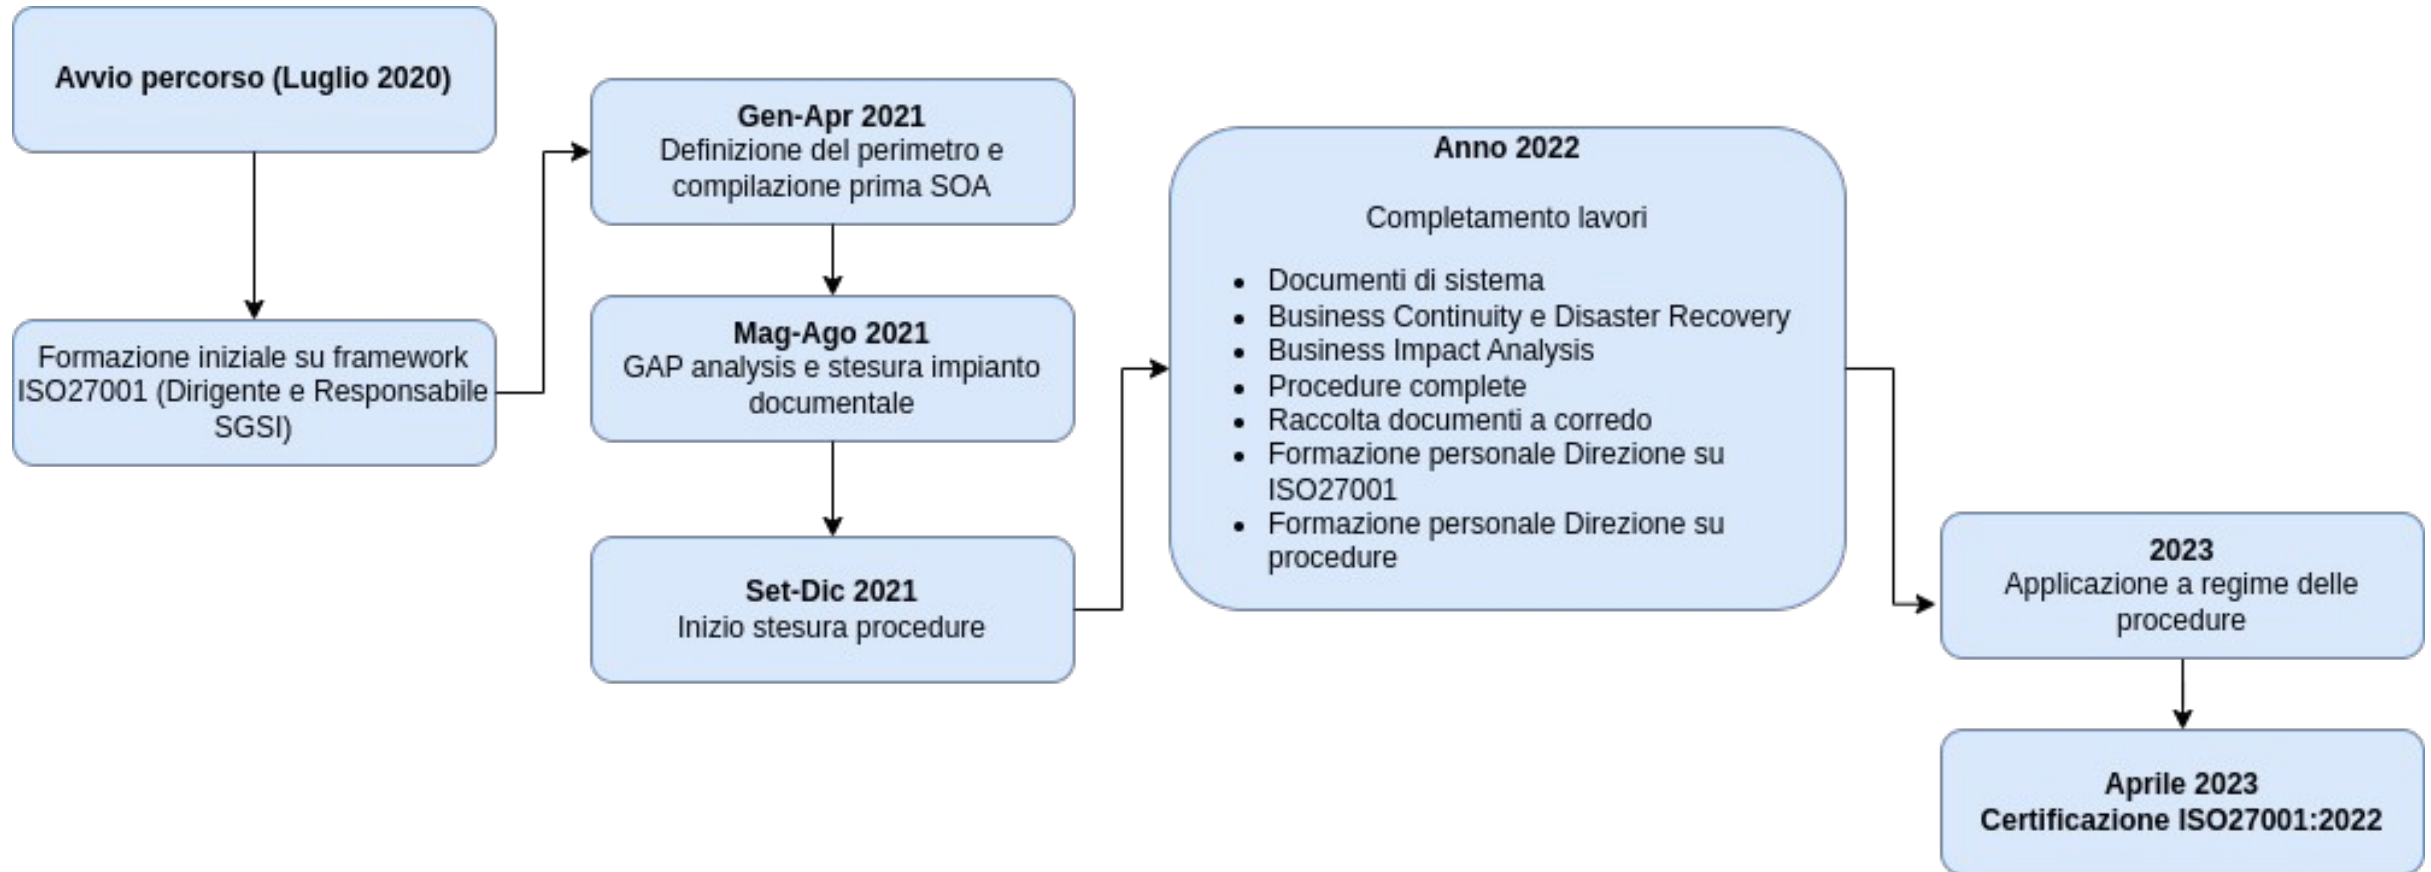 Avvio percorso (Luglio 2020)
Formazione iniziale su framework
ISO27001 (Dirigente e Responsabile
SGSI)
Gen-Apr 2021
Definizione del perimetro e
compilazione prima SOA
Mag-Ago 2021
GAP analysis e stesura impianto
documentale
Set-Dic 2021
Inizio stesura procedure
Anno 2022
Completamento lavori
• Documenti di sistema
• Business Continuity e Disaster Recovery
• Business Impact Analysis
• Procedure complete
• Raccolta documenti a corredo
• Formazione personale Direzione su
ISO27001
• Formazione personale Direzione su
procedure
2023
Applicazione a regime delle
procedure
Aprile 2023
Certificazione ISO27001:2022